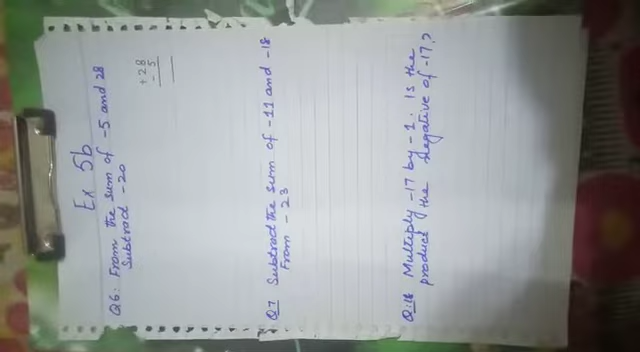 Ex 5b
Q6: From the sum of -5 and 28
Subtract -20
+28
- 5
Q7 Subtract the sum of -11 and -18
From - 23
Multiply -17 by -1. Is the
product the negative of -17?